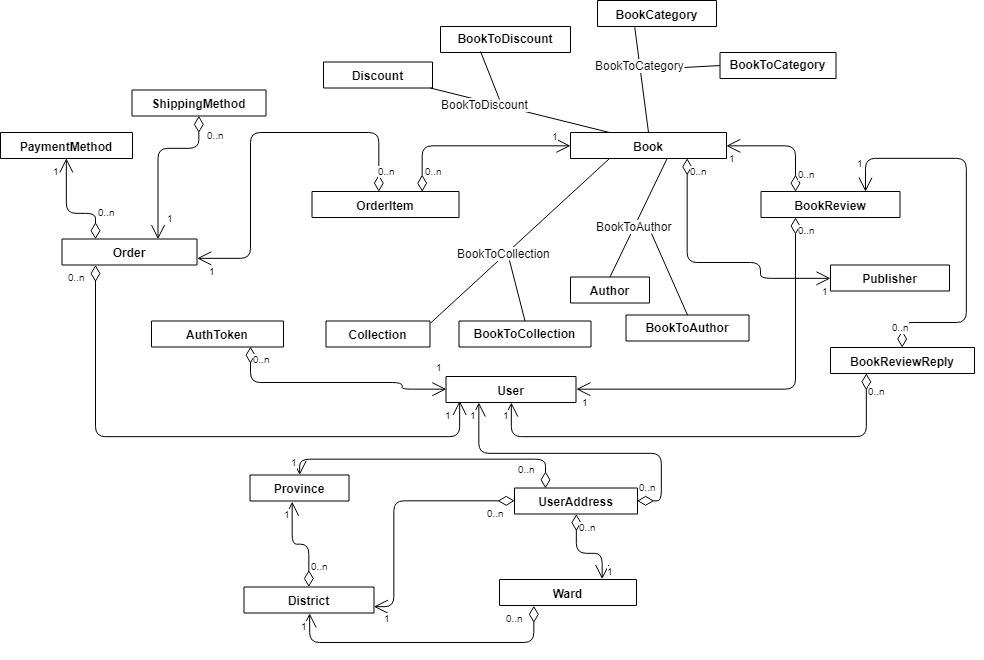 BookCategory
BookToDiscount
BookToCategory
BookToCategory
Discount
BookToDiscount
ShippingMethod
0..n
PaymentMethod
1
Book
1
1
0..n
0..n
0..n
0..n
1
0..n
1
OrderItem
BookReview
0..n
1
BookToAuthor
0..n
Order
BookToCollection
1
0..n
Publisher
Author
1
AuthToken
Collection
BookToCollection
BookToAuthor
0..n
0..n
BookReviewReply
1
User
0..n
1
1
1
1
Province
1
0..n
0..n
UserAddress
1
0..n
0..n
0..n
1
District
Ward
1
1
0..n